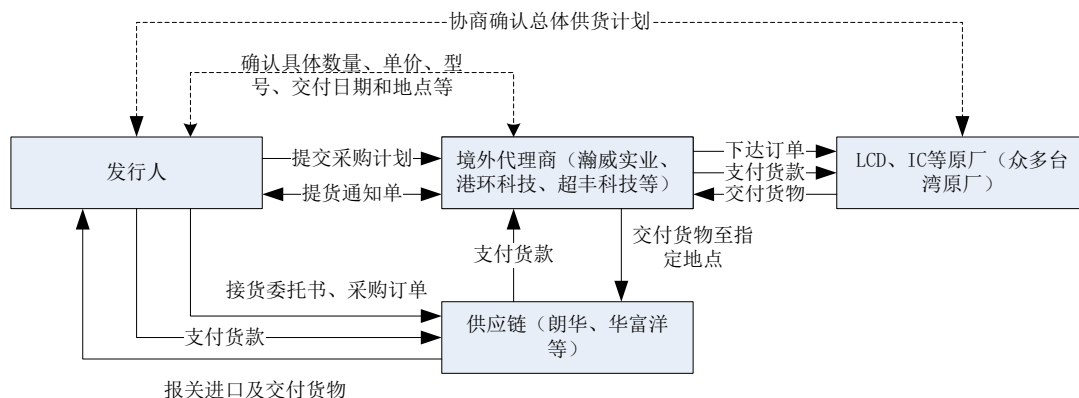 协商确认总体供货计划
确认具体数量、单价、型
号、交付日期和地点等
发行人
提交采购计划
提货通知单
境外代理商（瀚威实业、
港环科技、超丰科技等）
下达订单
支付货款
交付货物
LCD、IC等原厂（众多台
湾原厂）
支付货款
交付货物至指
定地点
接货委托书、采购订单
支付货款
供应链（朗华、华富洋
等）
报关进口及交付货物